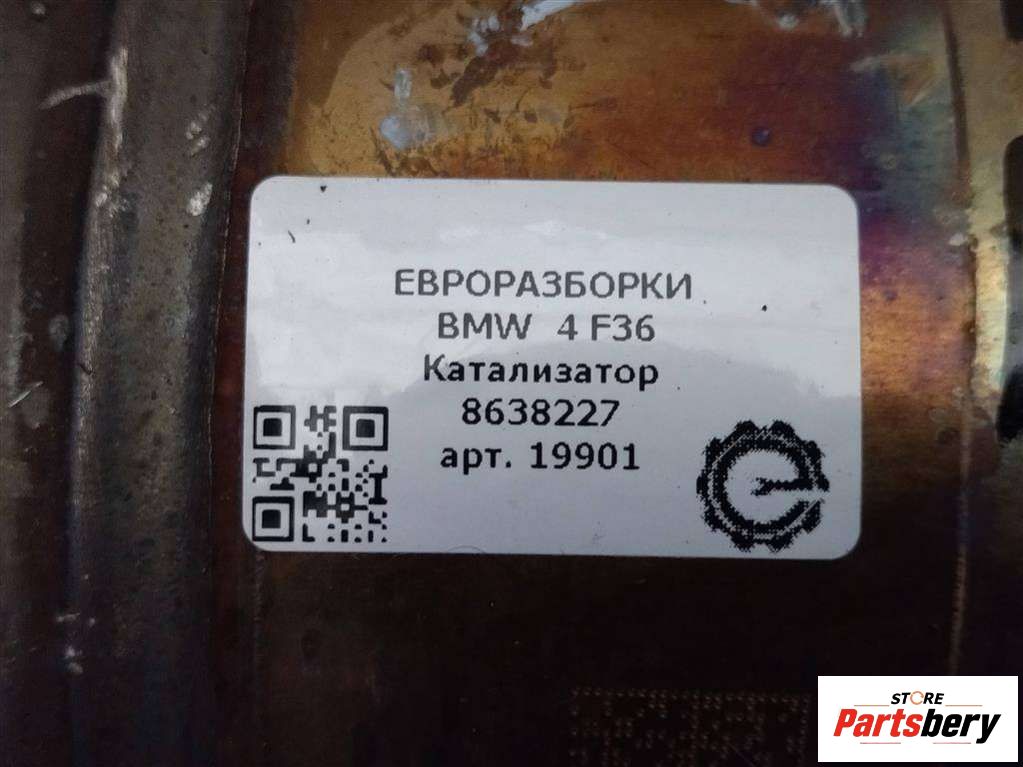 ЕВРОРАЗБОРКИ
BMW 4 F36
Катализатор
8638227
арт. 19901
STORE
Partsbery